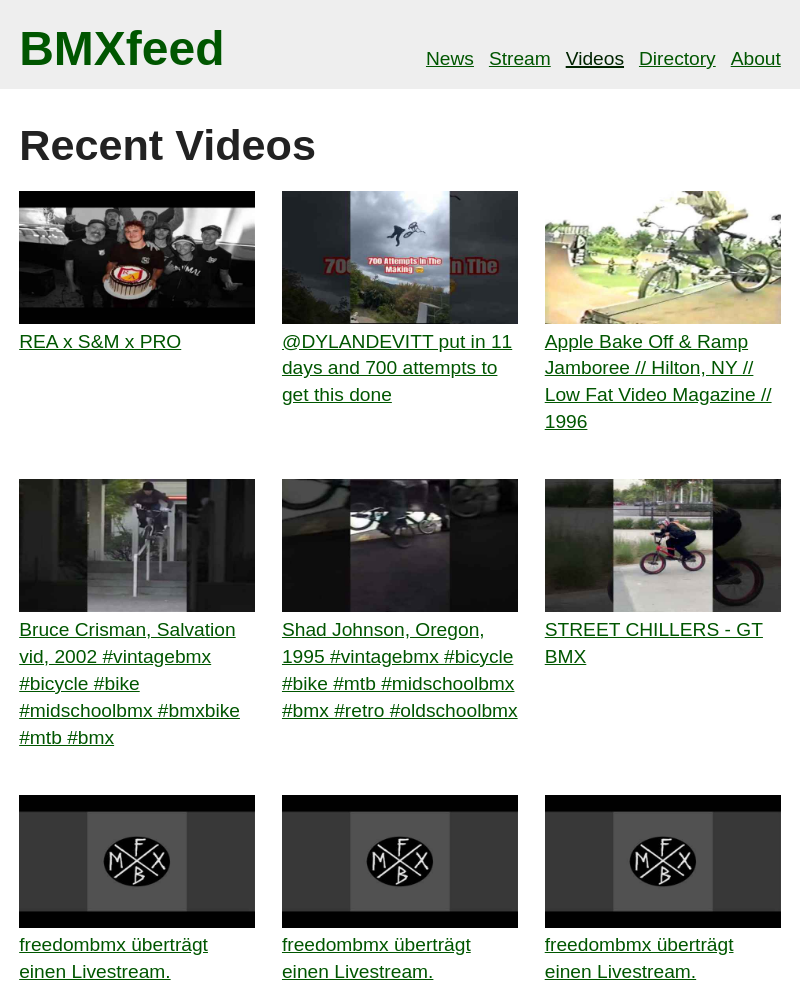 BMXfeed
News Stream Videos Directory About
Recent Videos
700 Attempts In The
Making
REA x S&M x PRO
@DYLANDEVITT put in 11
days and 700 attempts to
get this done
Apple Bake Off & Ramp
Jamboree // Hilton, NY //
Low Fat Video Magazine //
1996
Bruce Crisman, Salvation
vid, 2002 #vintagebmx
#bicycle #bike
#midschoolbmx #bmxbike
#mtb #bmx
Shad Johnson, Oregon,
1995 #vintagebmx #bicycle
#bike #mtb #midschoolbmx
#bmx #retro #oldschoolbmx
STREET CHILLERS - GT
BMX
F M X B
F M X B
F M X B
freedombmx überträgt
einen Livestream.
freedombmx überträgt
einen Livestream.
freedombmx überträgt
einen Livestream.